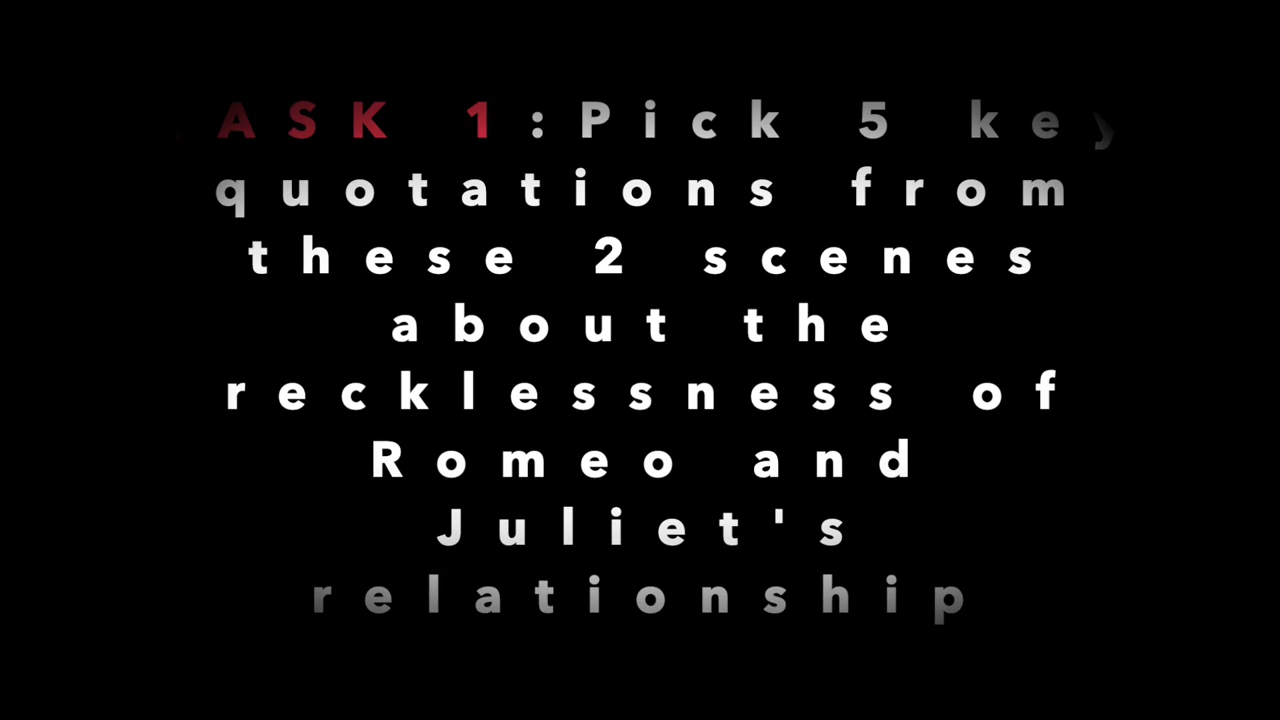 ASK 1:Pick 5 key
quotations from
these 2 scenes
about the
recklessness of
Romeo and
Juliet's
relationship